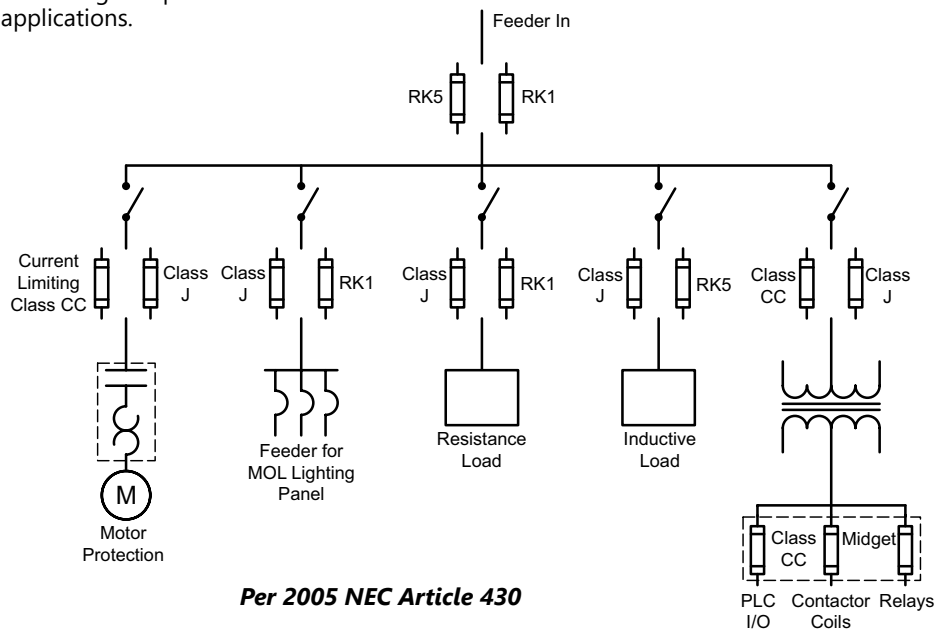 applications.
Feeder In
RK5
RK1
Current
Limiting
Class CC
Class
J
Class
J
RK1
Class
J
RK1
Class
J
RK5
Class
CC
Class
J
M
Motor
Protection
Feeder for
MOL Lighting
Panel
Resistance
Load
Inductive
Load
Class
CC
Midget
PLC
I/O
Contactor
Coils
Relays
Per 2005 NEC Article 430